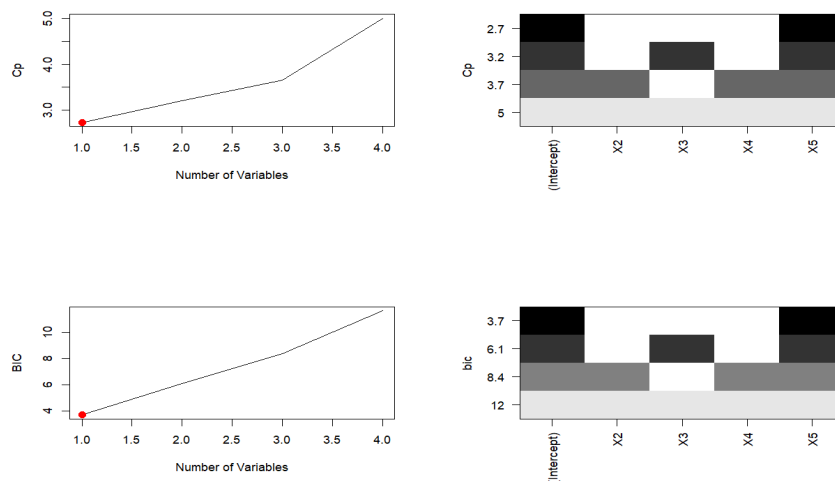 Cp
5.0
4.0
3.0
1.0 1.5 2.0 2.5 3.0 3.5 4.0
Number of Variables
Cp
2.7
3.2
3.7
5
(Intercept) X2 X3 X4 X5
BIC
10
8
6
4
1.0 1.5 2.0 2.5 3.0 3.5 4.0
Number of Variables
bic
3.7
6.1
8.4
12
(Intercept) X2 X3 X4 X5